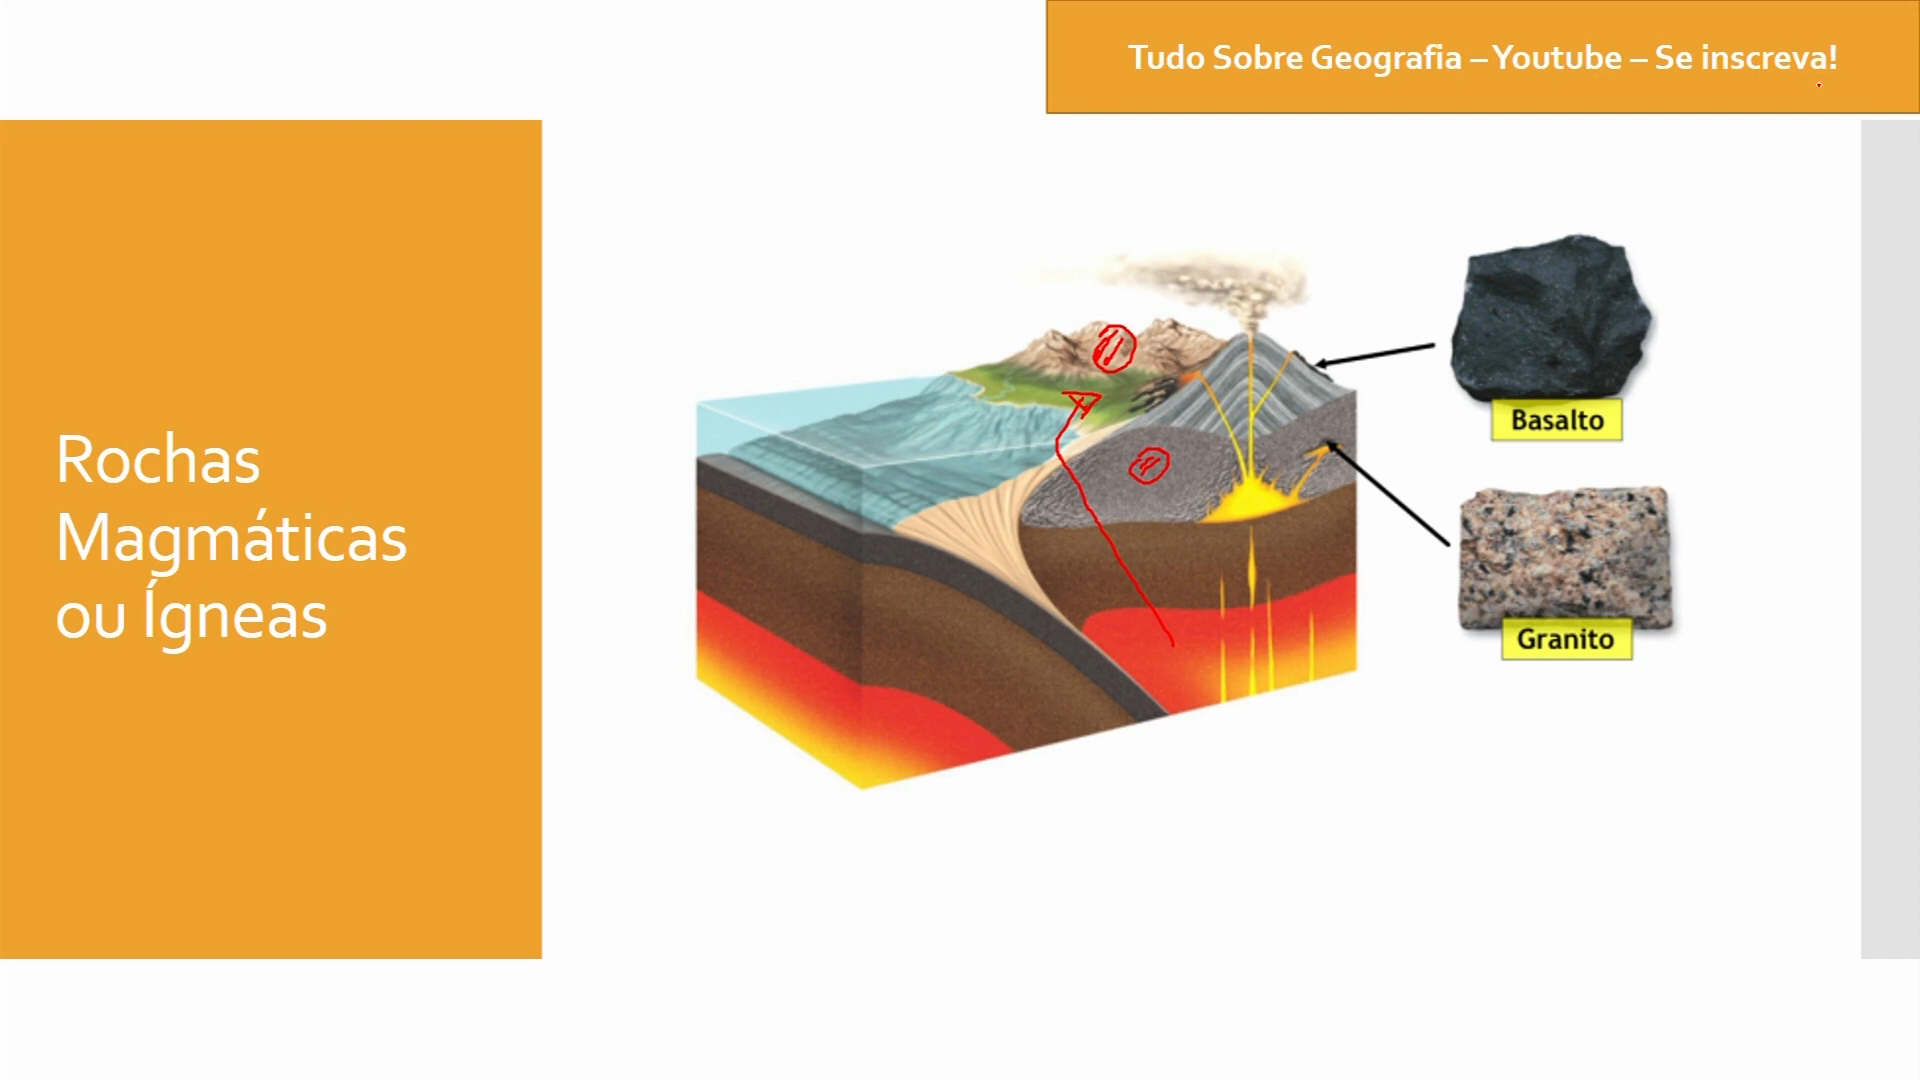 Tudo Sobre Geografia – Youtube – Se inscreva!
Rochas
Magmáticas
ou Ígneas
Basalto
Granito